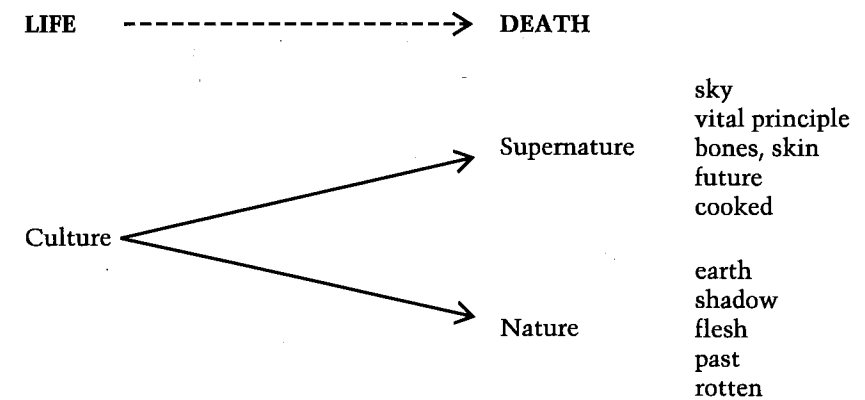 LIFE DEATH
sky
vital principle
Supernature bones, skin
future
cooked
Culture
earth
shadow
Nature flesh
past
rotten